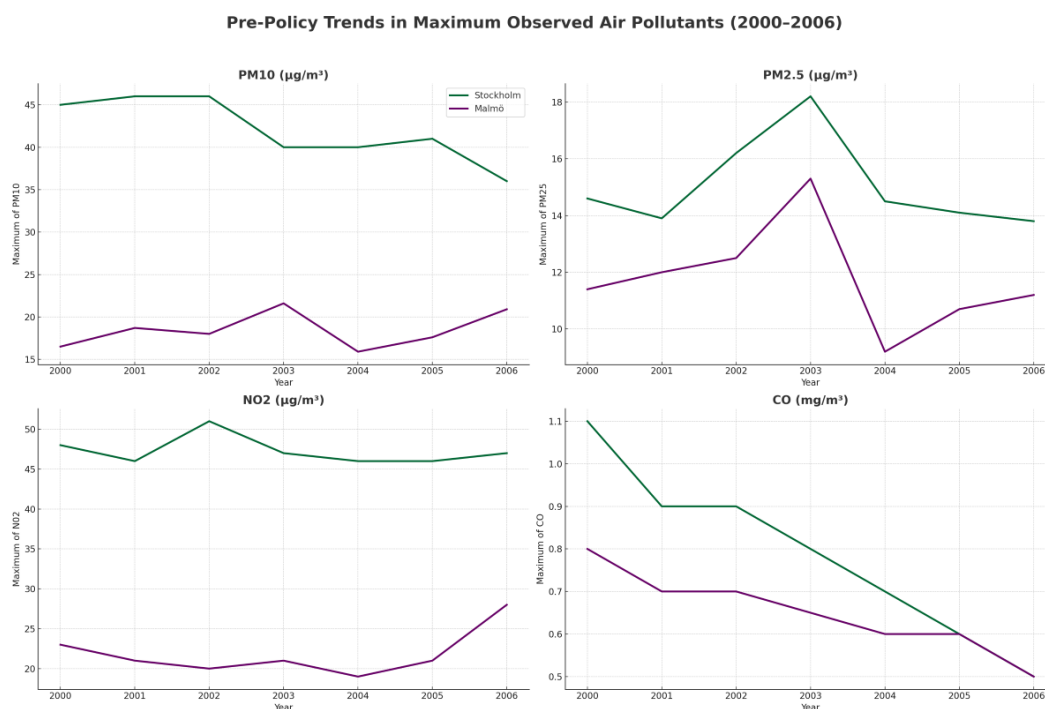 Pre-Policy Trends in Maximum Observed Air Pollutants (2000–2006)
PM10 (µg/m³)
Stockholm
Malmö
Maximum of PM10
45
40
35
30
25
20
15
2000 2001 2002 2003 2004 2005 2006
Year
PM2.5 (µg/m³)
Maximum of PM25
18
16
14
12
10
2000 2001 2002 2003 2004 2005 2006
Year
NO2 (µg/m³)
Maximum of N02
50
45
40
35
30
25
20
2000 2001 2002 2003 2004 2005 2006
Year
CO (mg/m³)
Maximum of CO
1.1
1.0
0.9
0.8
0.7
0.6
0.5
2000 2001 2002 2003 2004 2005 2006
Year